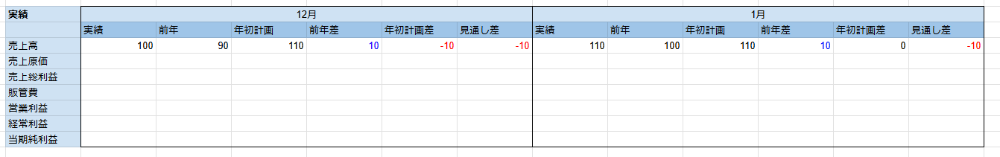 実績 12月 1月
実績 前年 年初計画 前年差 年初計画差 見通し差 実績 前年 年初計画 前年差 年初計画差 見通し差
売上高 100 90 110 10 -10 -10 110 100 110 10 0 -10
売上原価
売上総利益
販管費
営業利益
経常利益
当期純利益